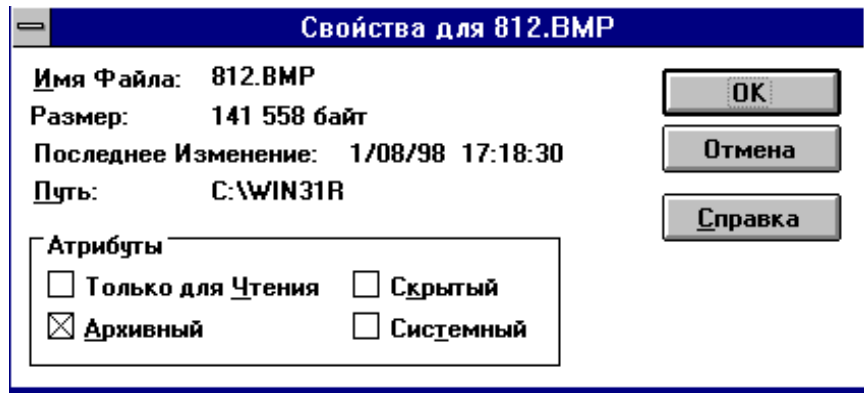 Свойства для 812.BMP
Имя Файла: 812.BMP
Размер: 141 558 байт
Последнее Изменение: 1/08/98 17:18:30
Путь: C:\WIN31R
OK
Отмена
Справка
Атрибуты
Только для Чтения Скрытый
Архивный Системный